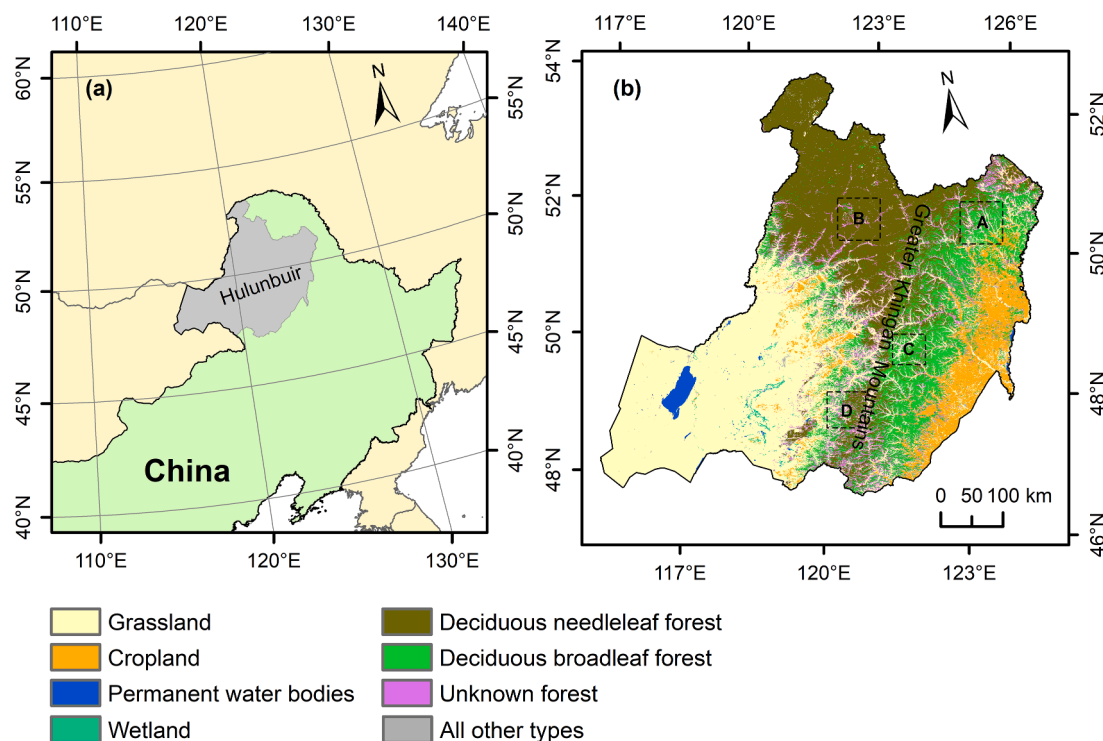 110°E 120°E 130°E 140°E
(a)
N
60°N
55°N
50°N
45°N
40°N
55°N
50°N
45°N
40°N
Hulunbuir
China
110°E 120°E 130°E
117°E 120°E 123°E 126°E
(b)
N
54°N
52°N
50°N
48°N
52°N
50°N
48°N
46°N
A
B
C
D
Greater Khingan Mountains
0 50 100 km
117°E 120°E 123°E
Grassland
Cropland
Permanent water bodies
Wetland
Deciduous needleleaf forest
Deciduous broadleaf forest
Unknown forest
All other types